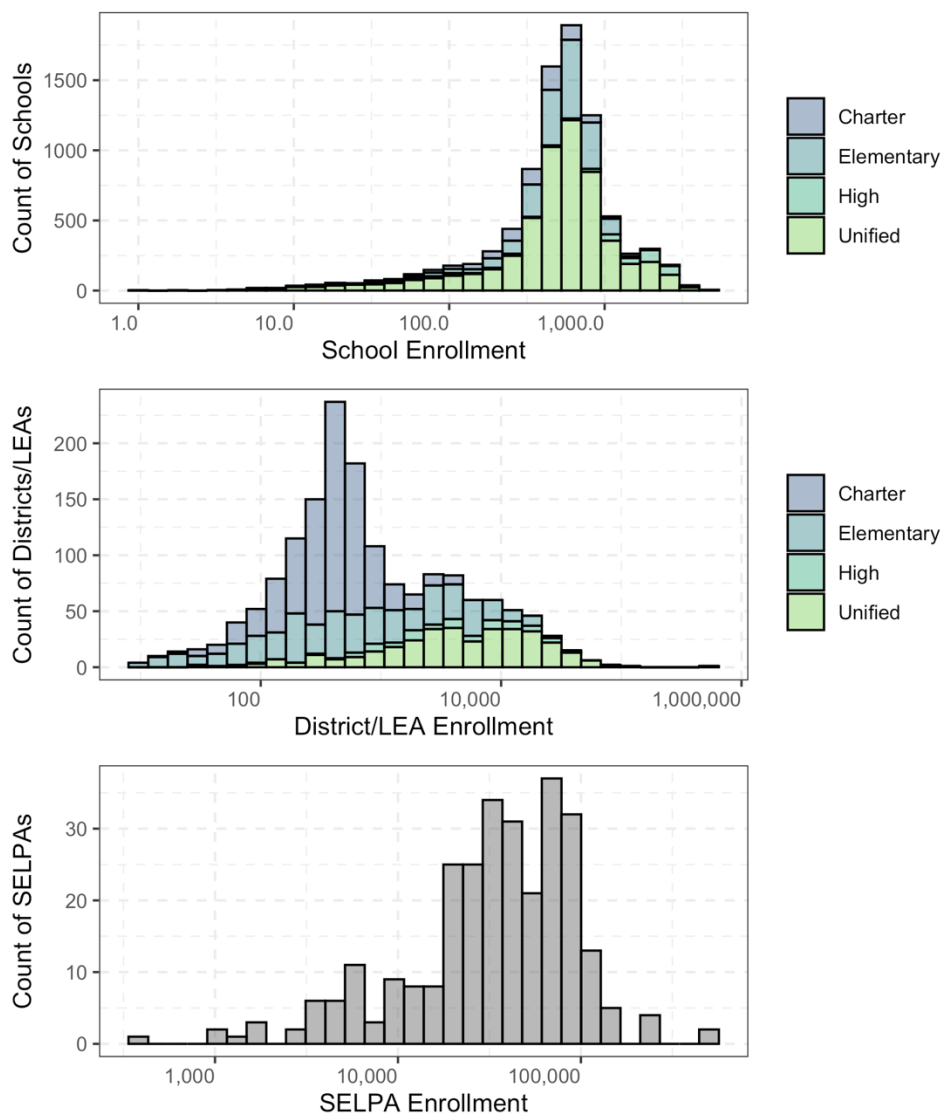 Count of Schools
1500
1000
500
0
1.0 10.0 100.0 1,000.0
School Enrollment
Charter
Elementary
High
Unified
Count of Districts/LEAs
200
150
100
50
0
100 10,000 1,000,000
District/LEA Enrollment
Charter
Elementary
High
Unified
Count of SELPAs
30
20
10
0
1,000 10,000 100,000
SELPA Enrollment